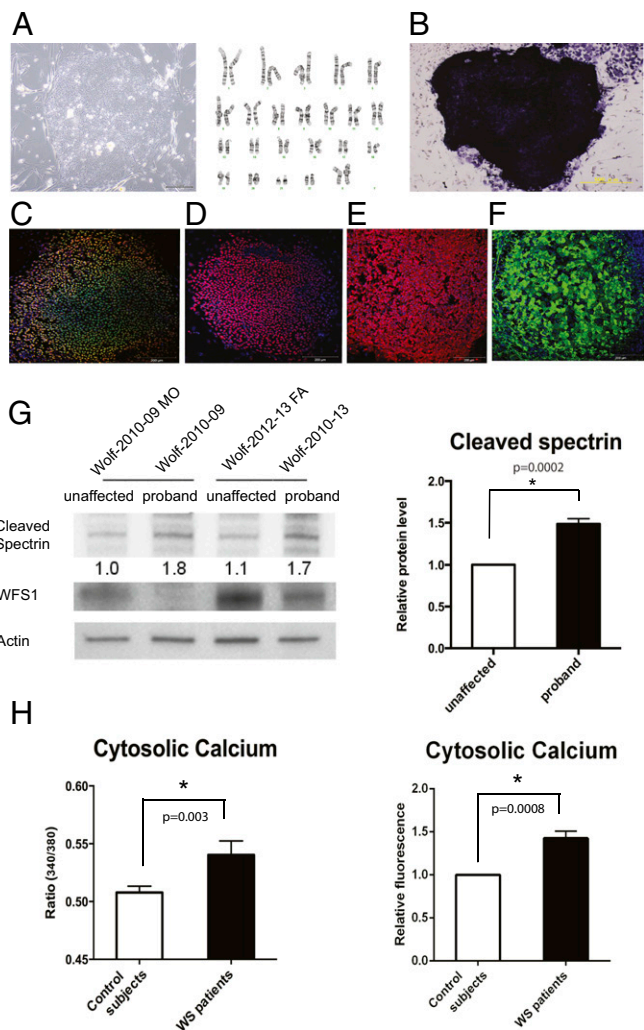 A
B
C
D
E
F
G
Wolf-2010-09 MO
Wolf-2010-09
Wolf-2012-13 FA
Wolf-2010-13
unaffected
proband
unaffected
proband
Cleaved
Spectrin
1.0
1.8
1.1
1.7
WFS1
Actin
Cleaved spectrin
p=0.0002
*
Relative protein level
2.0
1.5
1.0
0.5
0.0
unaffected
proband
H
Cytosolic Calcium
*
p=0.003
Ratio (340/380)
0.60
0.55
0.50
0.45
Control
subjects
WS patients
Cytosolic Calcium
*
p=0.0008
Relative fluorescence
2.0
1.5
1.0
0.5
0.0
Control
subjects
WS patients